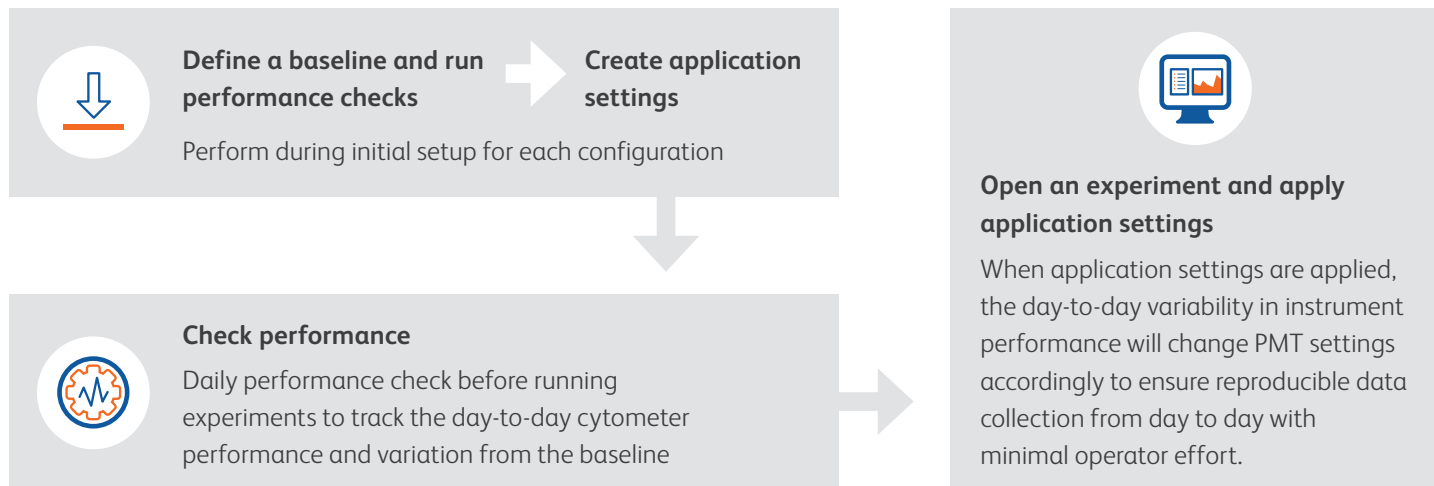 Define a baseline and run
performance checks
Create application
settings
Perform during initial setup for each configuration
Check performance
Daily performance check before running
experiments to track the day-to-day cytometer
performance and variation from the baseline
Open an experiment and apply
application settings
When application settings are applied,
the day-to-day variability in instrument
performance will change PMT settings
accordingly to ensure reproducible data
collection from day to day with
minimal operator effort.